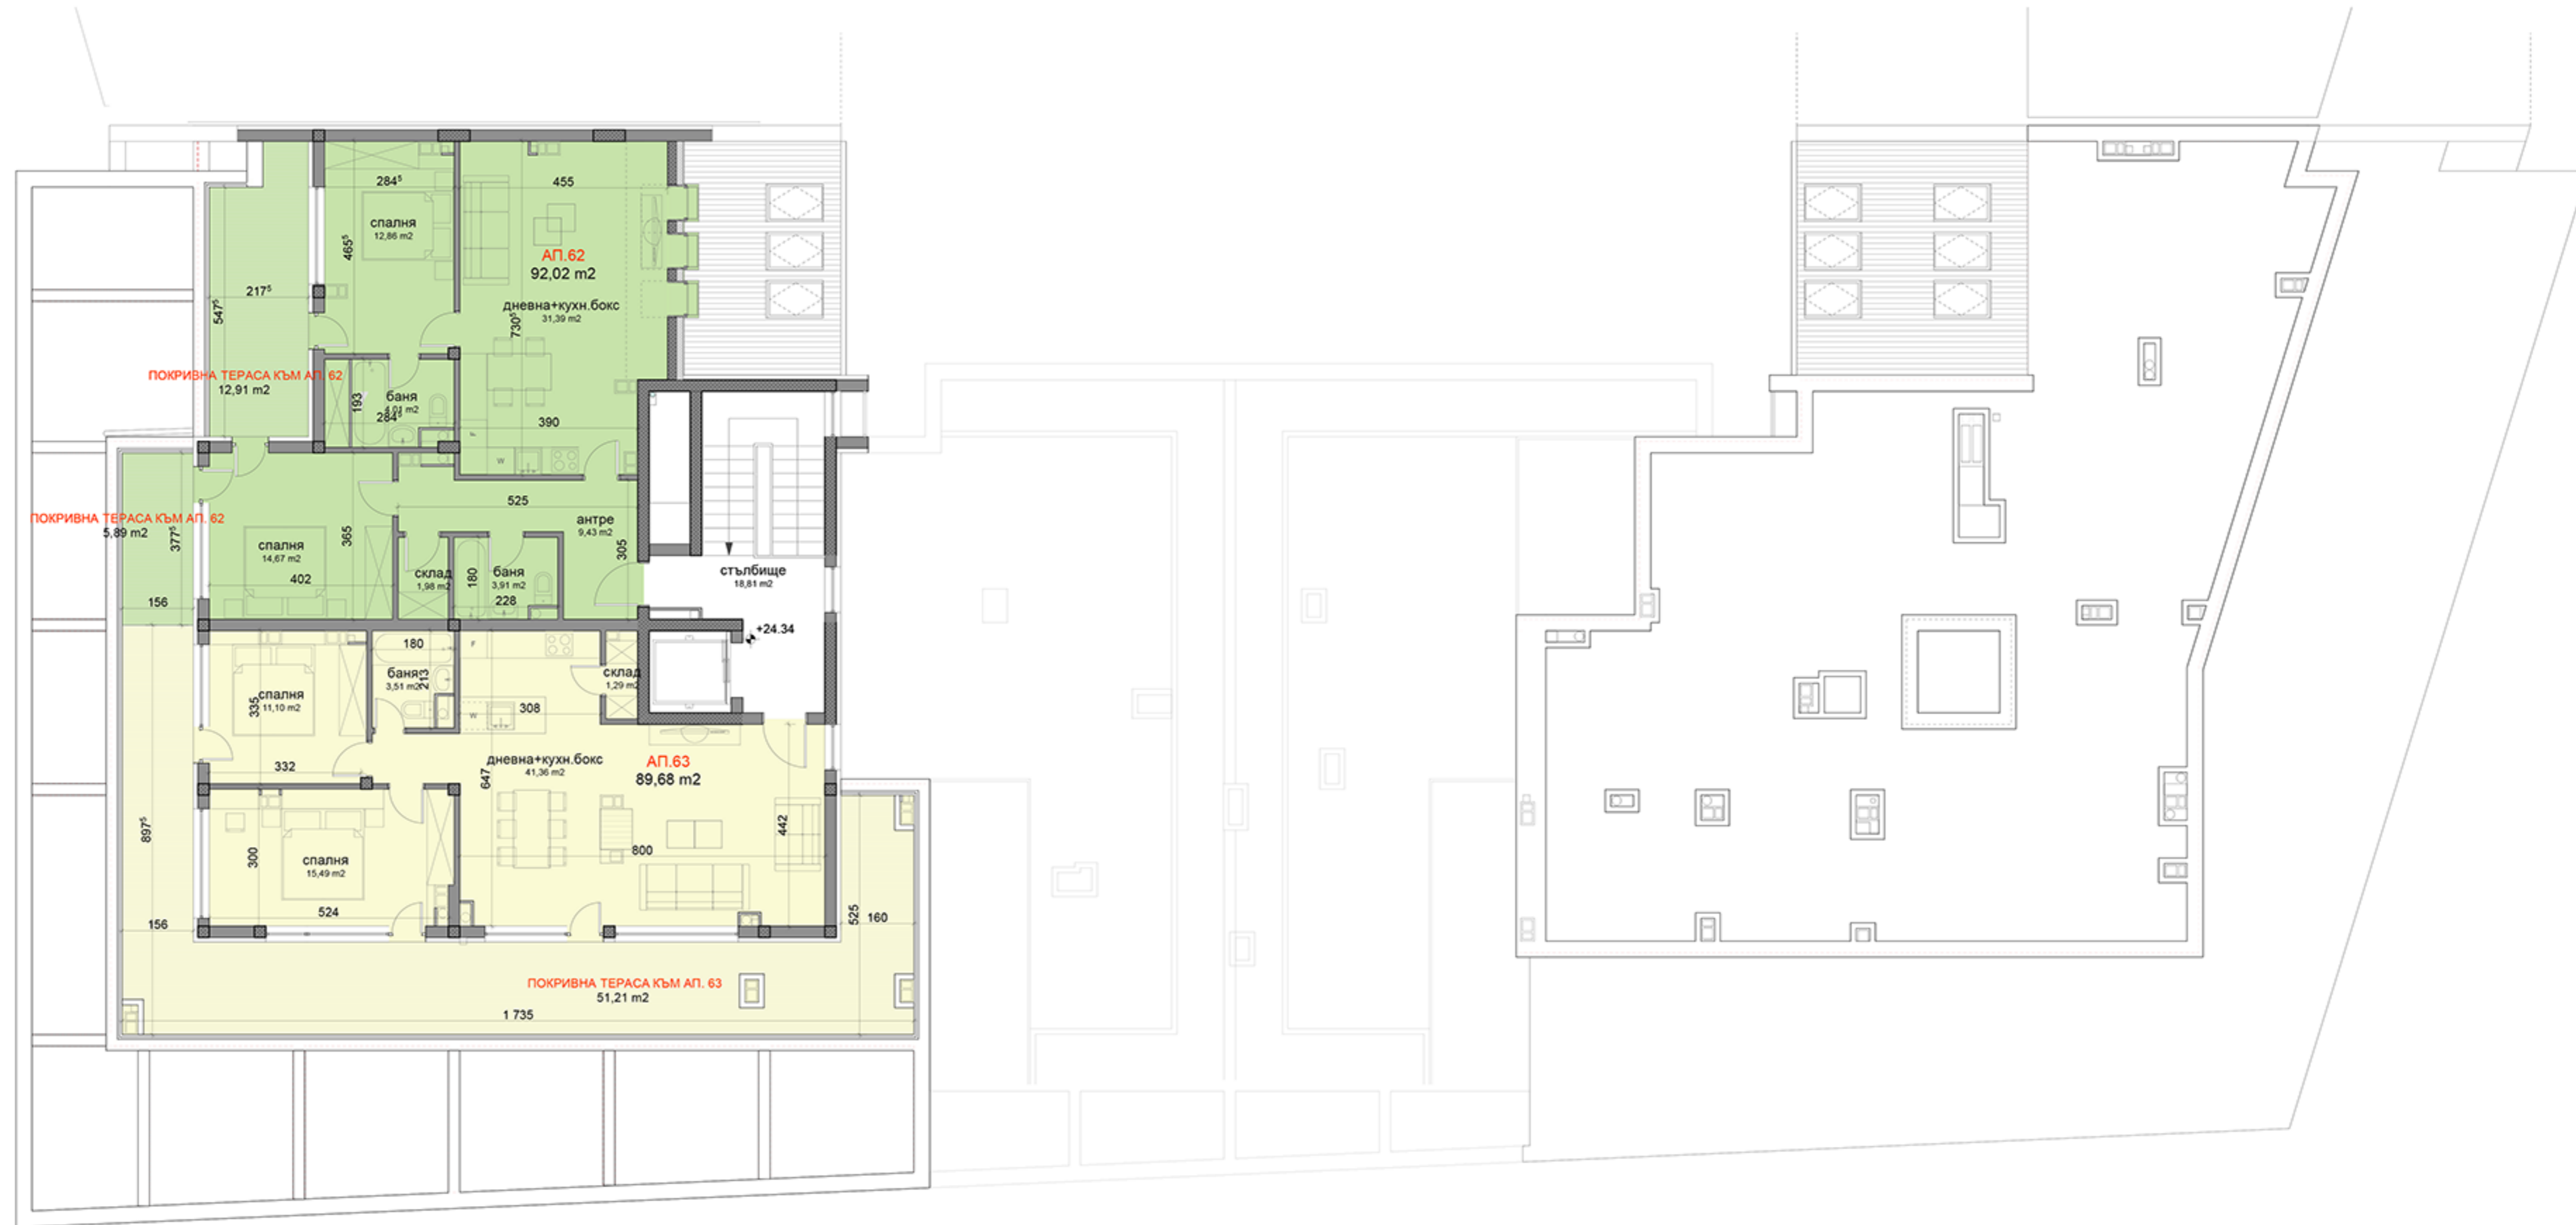 284⁵
455
спалня
12,86 m2
465⁵
АП.62
92,02 m2
217⁵
547⁵
дневна+кухн.бокс
31,39 m2
730⁵
ПОКРИВНА ТЕРАСА КЪМ АП. 62
12,91 m2
баня
4,01 m2
193
284⁵
390
F
W
525
ПОКРИВНА ТЕРАСА КЪМ АП. 62
5,89 m2
377⁵
365
антре
9,43 m2
305
спалня
14,67 m2
402
склад
1,98 m2
180
баня
3,91 m2
228
стълбище
18,81 m2
156
+24.34
180
F
баня
3,51 m2
213
склад
1,29 m2
спалня
11,10 m2
335
W
308
332
дневна+кухн.бокс
41,36 m2
647
АП.63
89,68 m2
897⁵
442
300
спалня
15,49 m2
800
524
156
525
160
ПОКРИВНА ТЕРАСА КЪМ АП. 63
51,21 m2
1 735